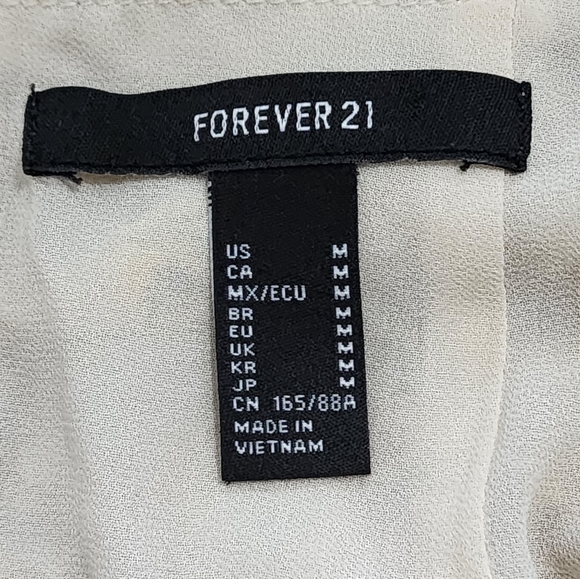 FOREVER 21
US M
CA M
MX/ECU M
BR M
EU M
UK M
KR M
JP M
CN 165/88A
MADE IN
VIETNAM